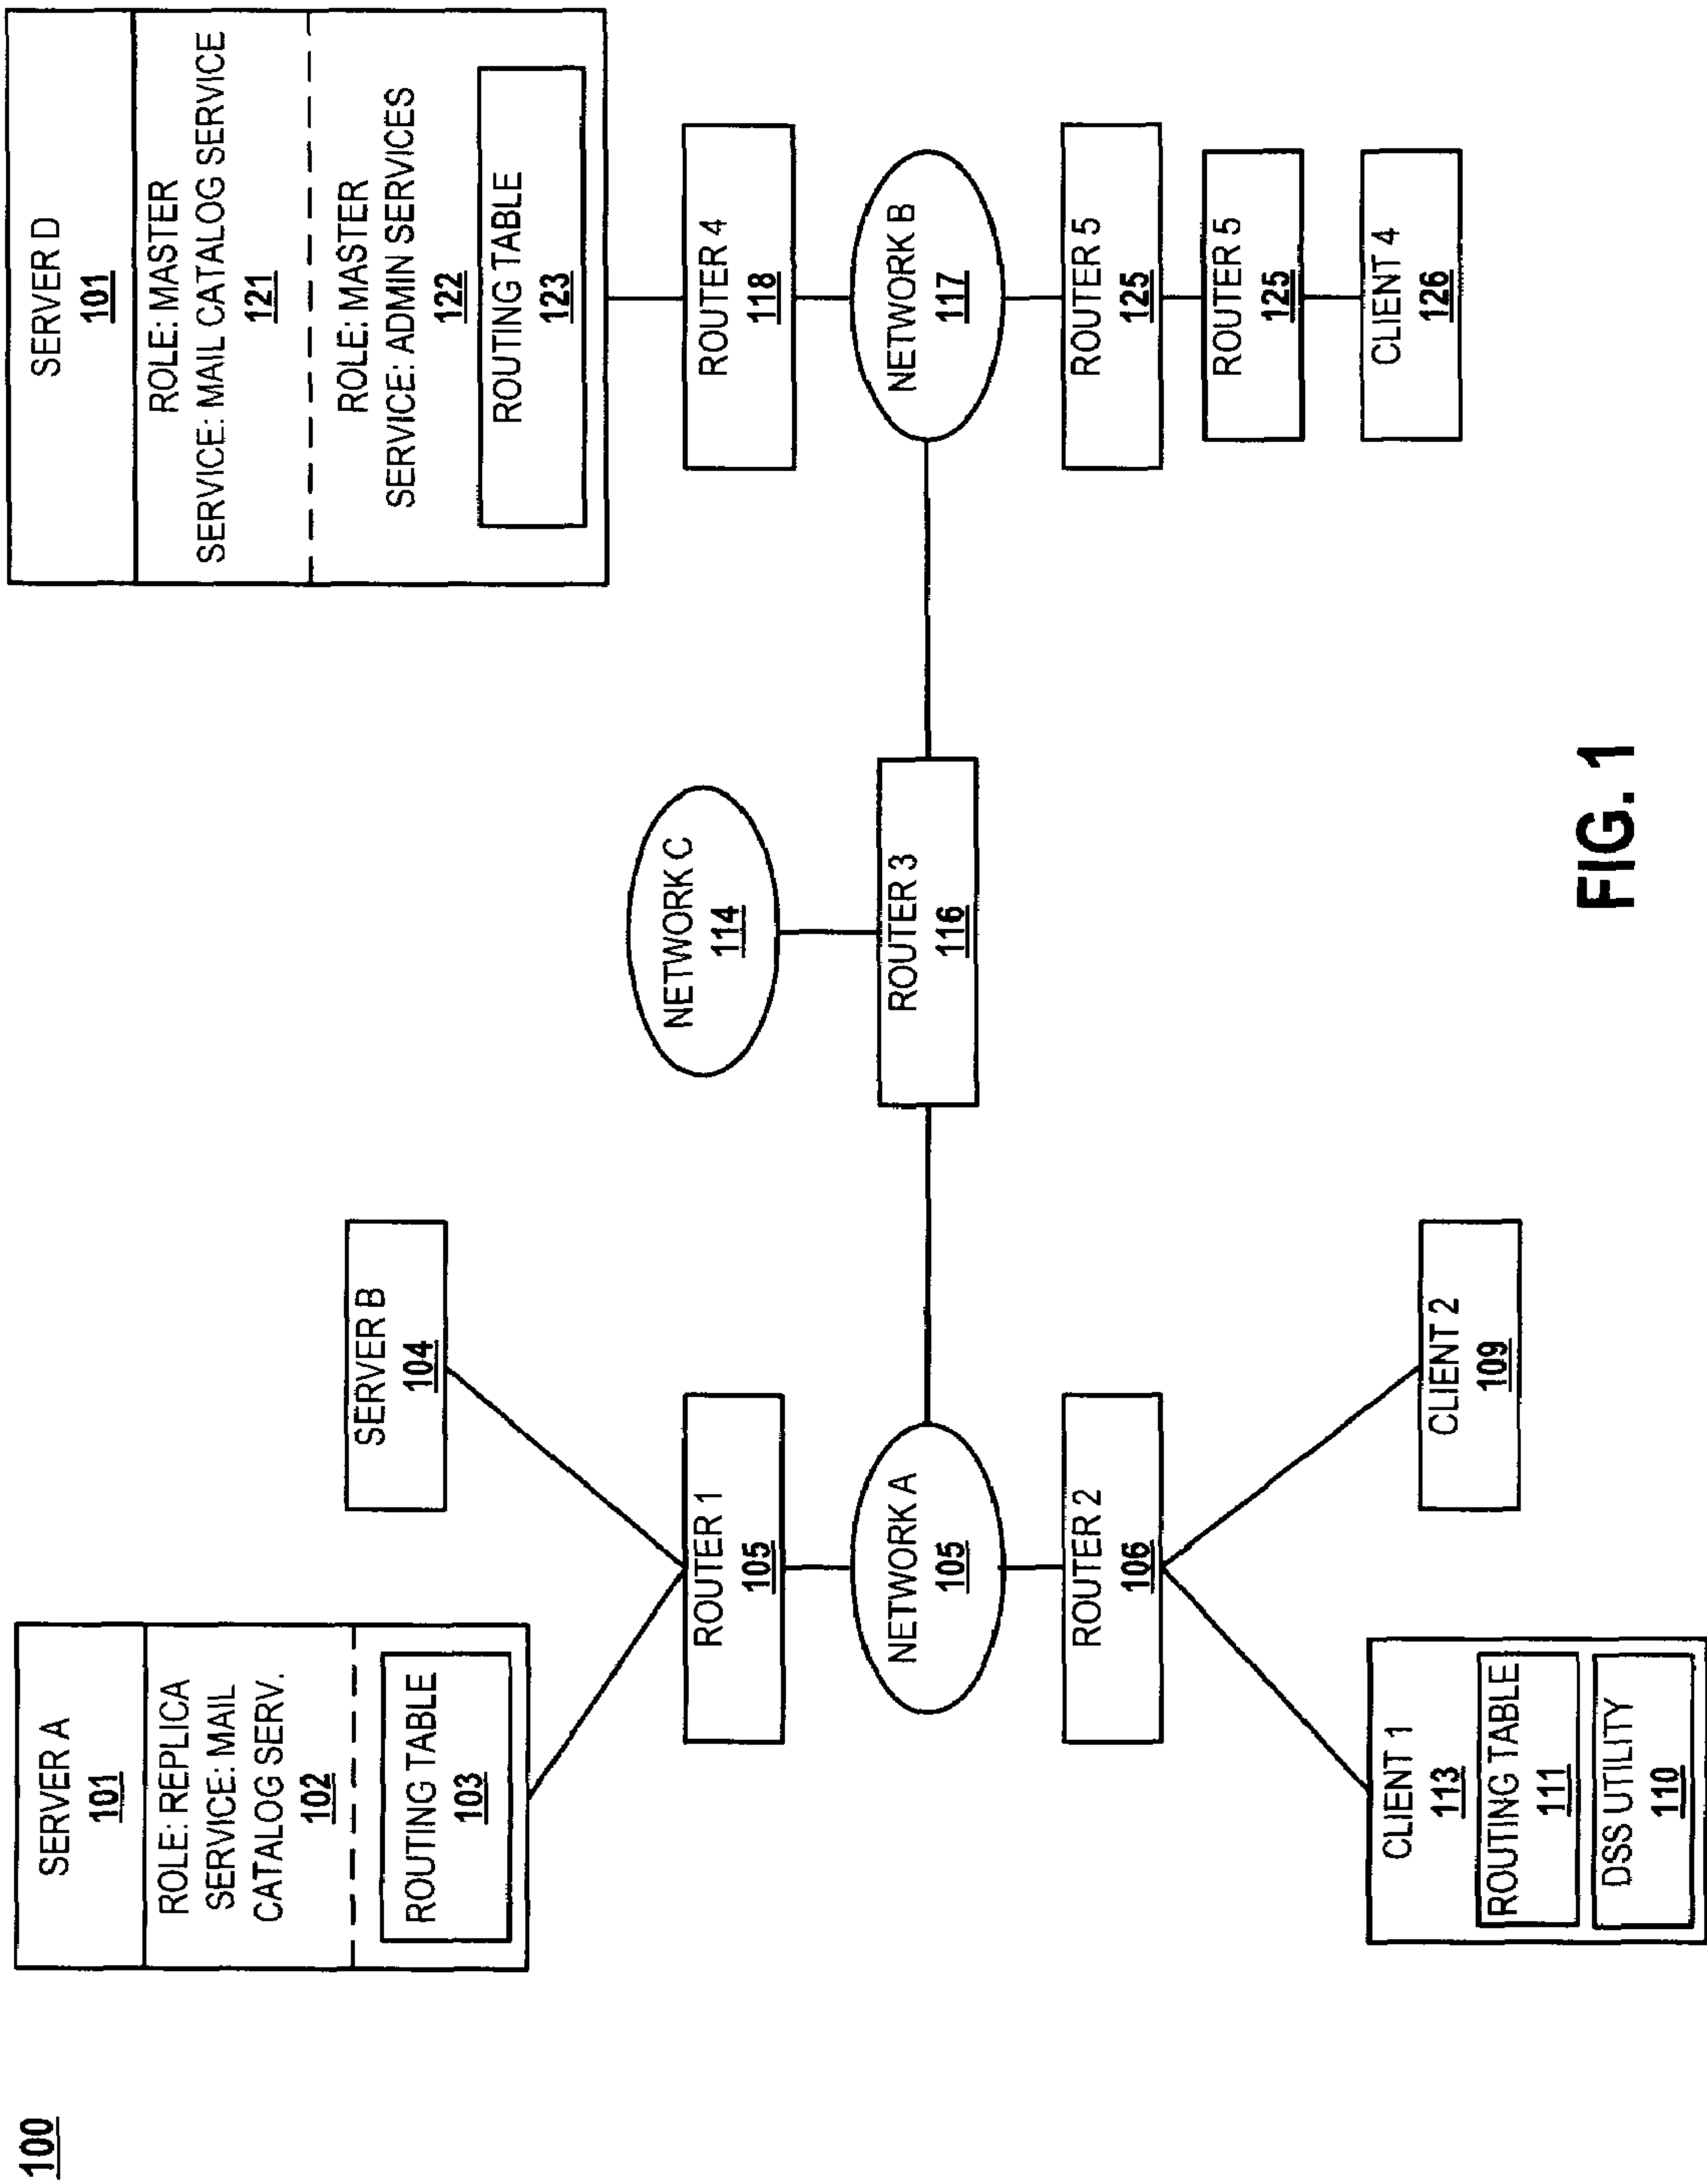 100
SERVER A
101
ROLE: REPLICA
SERVICE: MAIL
CATALOG SERV.
102
ROUTING TABLE
103
SERVER B
104
SERVER D
101
ROLE: MASTER
SERVICE: MAIL CATALOG SERVICE
121
ROLE: MASTER
SERVICE: ADMIN SERVICES
122
ROUTING TABLE
123
ROUTER 1
105
NETWORK C
114
ROUTER 4
118
NETWORK A
105
ROUTER 3
116
NETWORK B
117
ROUTER 2
106
ROUTER 5
125
ROUTER 5
125
CLIENT 1
113
ROUTING TABLE
111
DSS UTILITY
110
CLIENT 2
109
CLIENT 4
126
FIG. 1